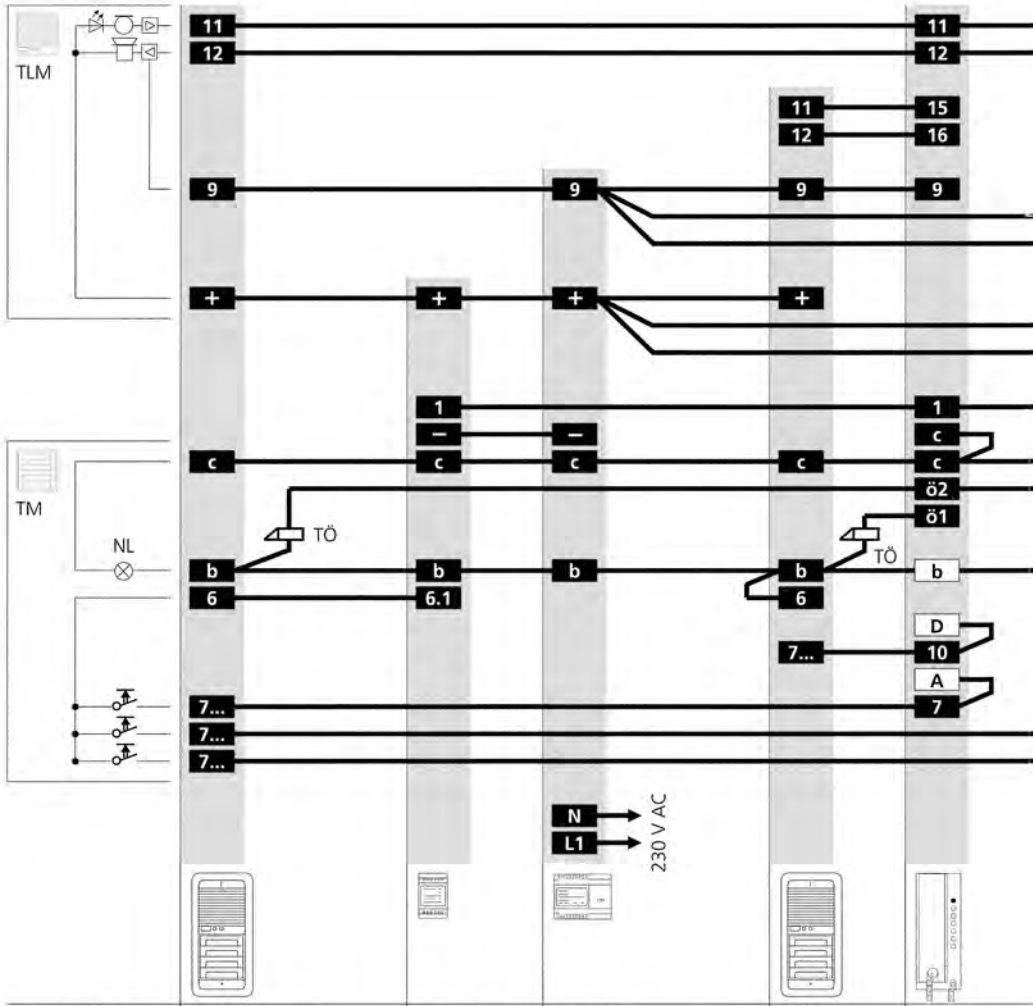 TLM
11 11
12 12
11 15
12 16
9 9 9 9
+ + + +
1 1
– – c
TM
c c c c c
ö2
TÖ ö1
NL TÖ
b b b b b
6 6.1 6
D
7... 10
A
7... 7
7...
7...
N
L1
230 V AC